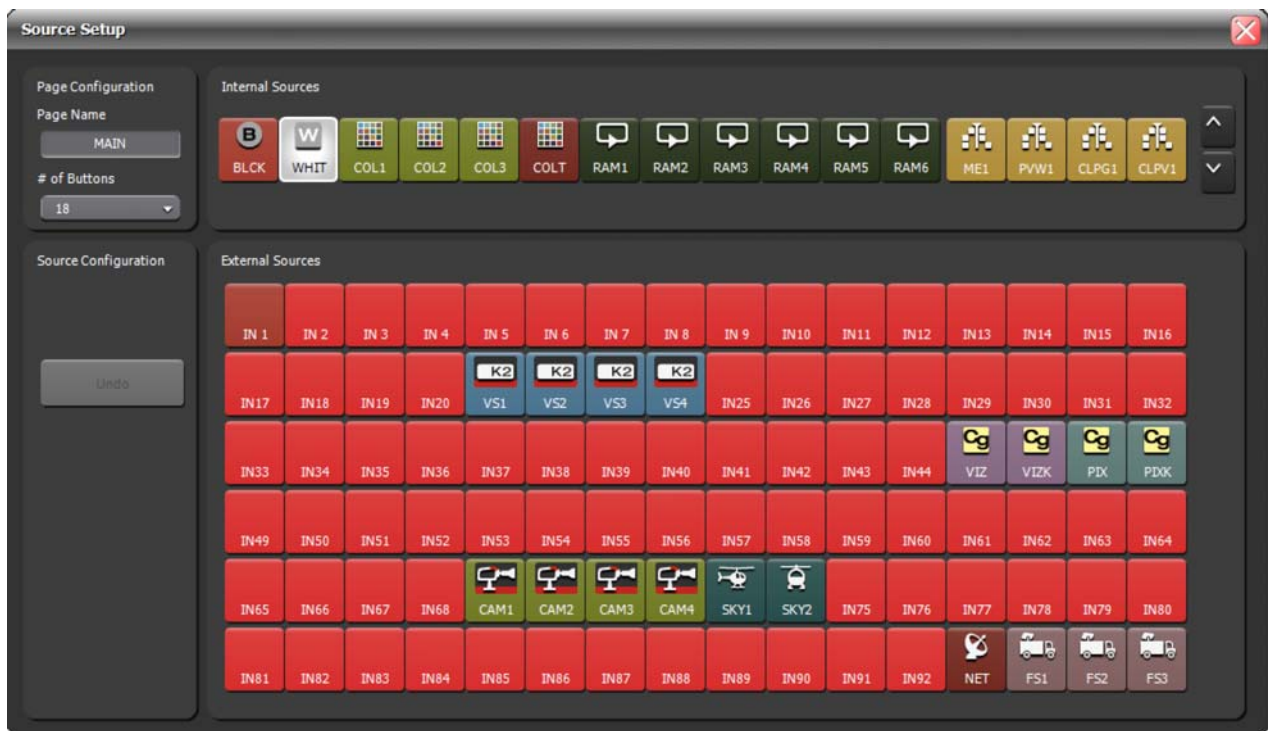 Source Setup
Page Configuration
Page Name
MAIN
# of Buttons
18
Internal Sources
B W
BLCK WHIT COL1 COL2 COL3 COLT RAM1 RAM2 RAM3 RAM4 RAM5 RAM6 ME1 PVW1 CLPG1 CLPV1
Source Configuration
Undo
External Sources
IN 1 IN 2 IN 3 IN 4 IN 5 IN 6 IN 7 IN 8 IN 9 IN10 IN11 IN12 IN13 IN14 IN15 IN16
K2 K2 K2 K2
IN17 IN18 IN19 IN20 VS1 VS2 VS3 VS4 IN25 IN26 IN27 IN28 IN29 IN30 IN31 IN32
Cg Cg Cg Cg
IN33 IN34 IN35 IN36 IN37 IN38 IN39 IN40 IN41 IN42 IN43 IN44 VIZ VIZK PIX PIXK
IN49 IN50 IN51 IN52 IN53 IN54 IN55 IN56 IN57 IN58 IN59 IN60 IN61 IN62 IN63 IN64
IN65 IN66 IN67 IN68 CAM1 CAM2 CAM3 CAM4 SKY1 SKY2 IN75 IN76 IN77 IN78 IN79 IN80
IN81 IN82 IN83 IN84 IN85 IN86 IN87 IN88 IN89 IN90 IN91 IN92 NET FS1 FS2 FS3